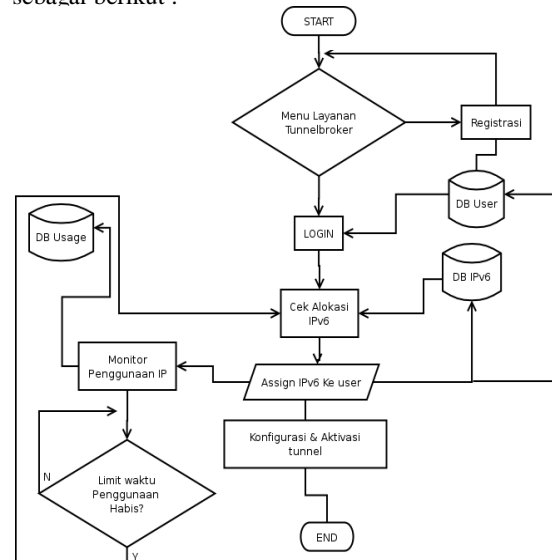 sebagai berikut :
START
Menu Layanan
Tunnelbroker
Registrasi
DB User
DB Usage
LOGIN
DB IPv6
Cek Alokasi
IPv6
Monitor
Penggunaan IP
Assign IPv6 Ke user
Konfigurasi & Aktivasi
tunnel
N
Limit waktu
Penggunaan
Habis?
Y
END